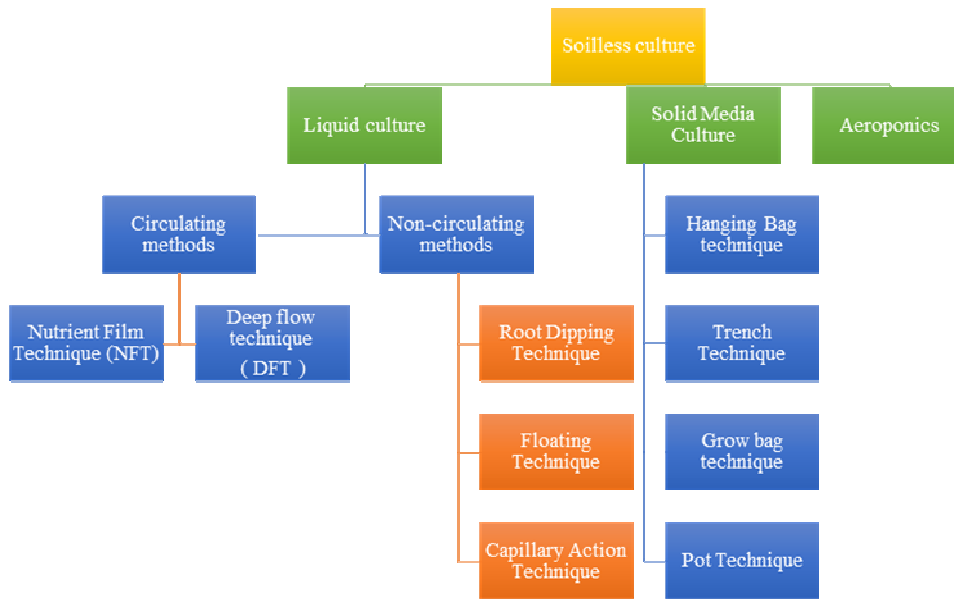 Soilless culture
Liquid culture
Solid Media
Culture
Aeroponics
Circulating
methods
Non-circulating
methods
Hanging Bag
technique
Nutrient Film
Technique (NFT)
Deep flow
technique
( DFT )
Root Dipping
Technique
Trench
Technique
Floating
Technique
Grow bag
technique
Capillary Action
Technique
Pot Technique